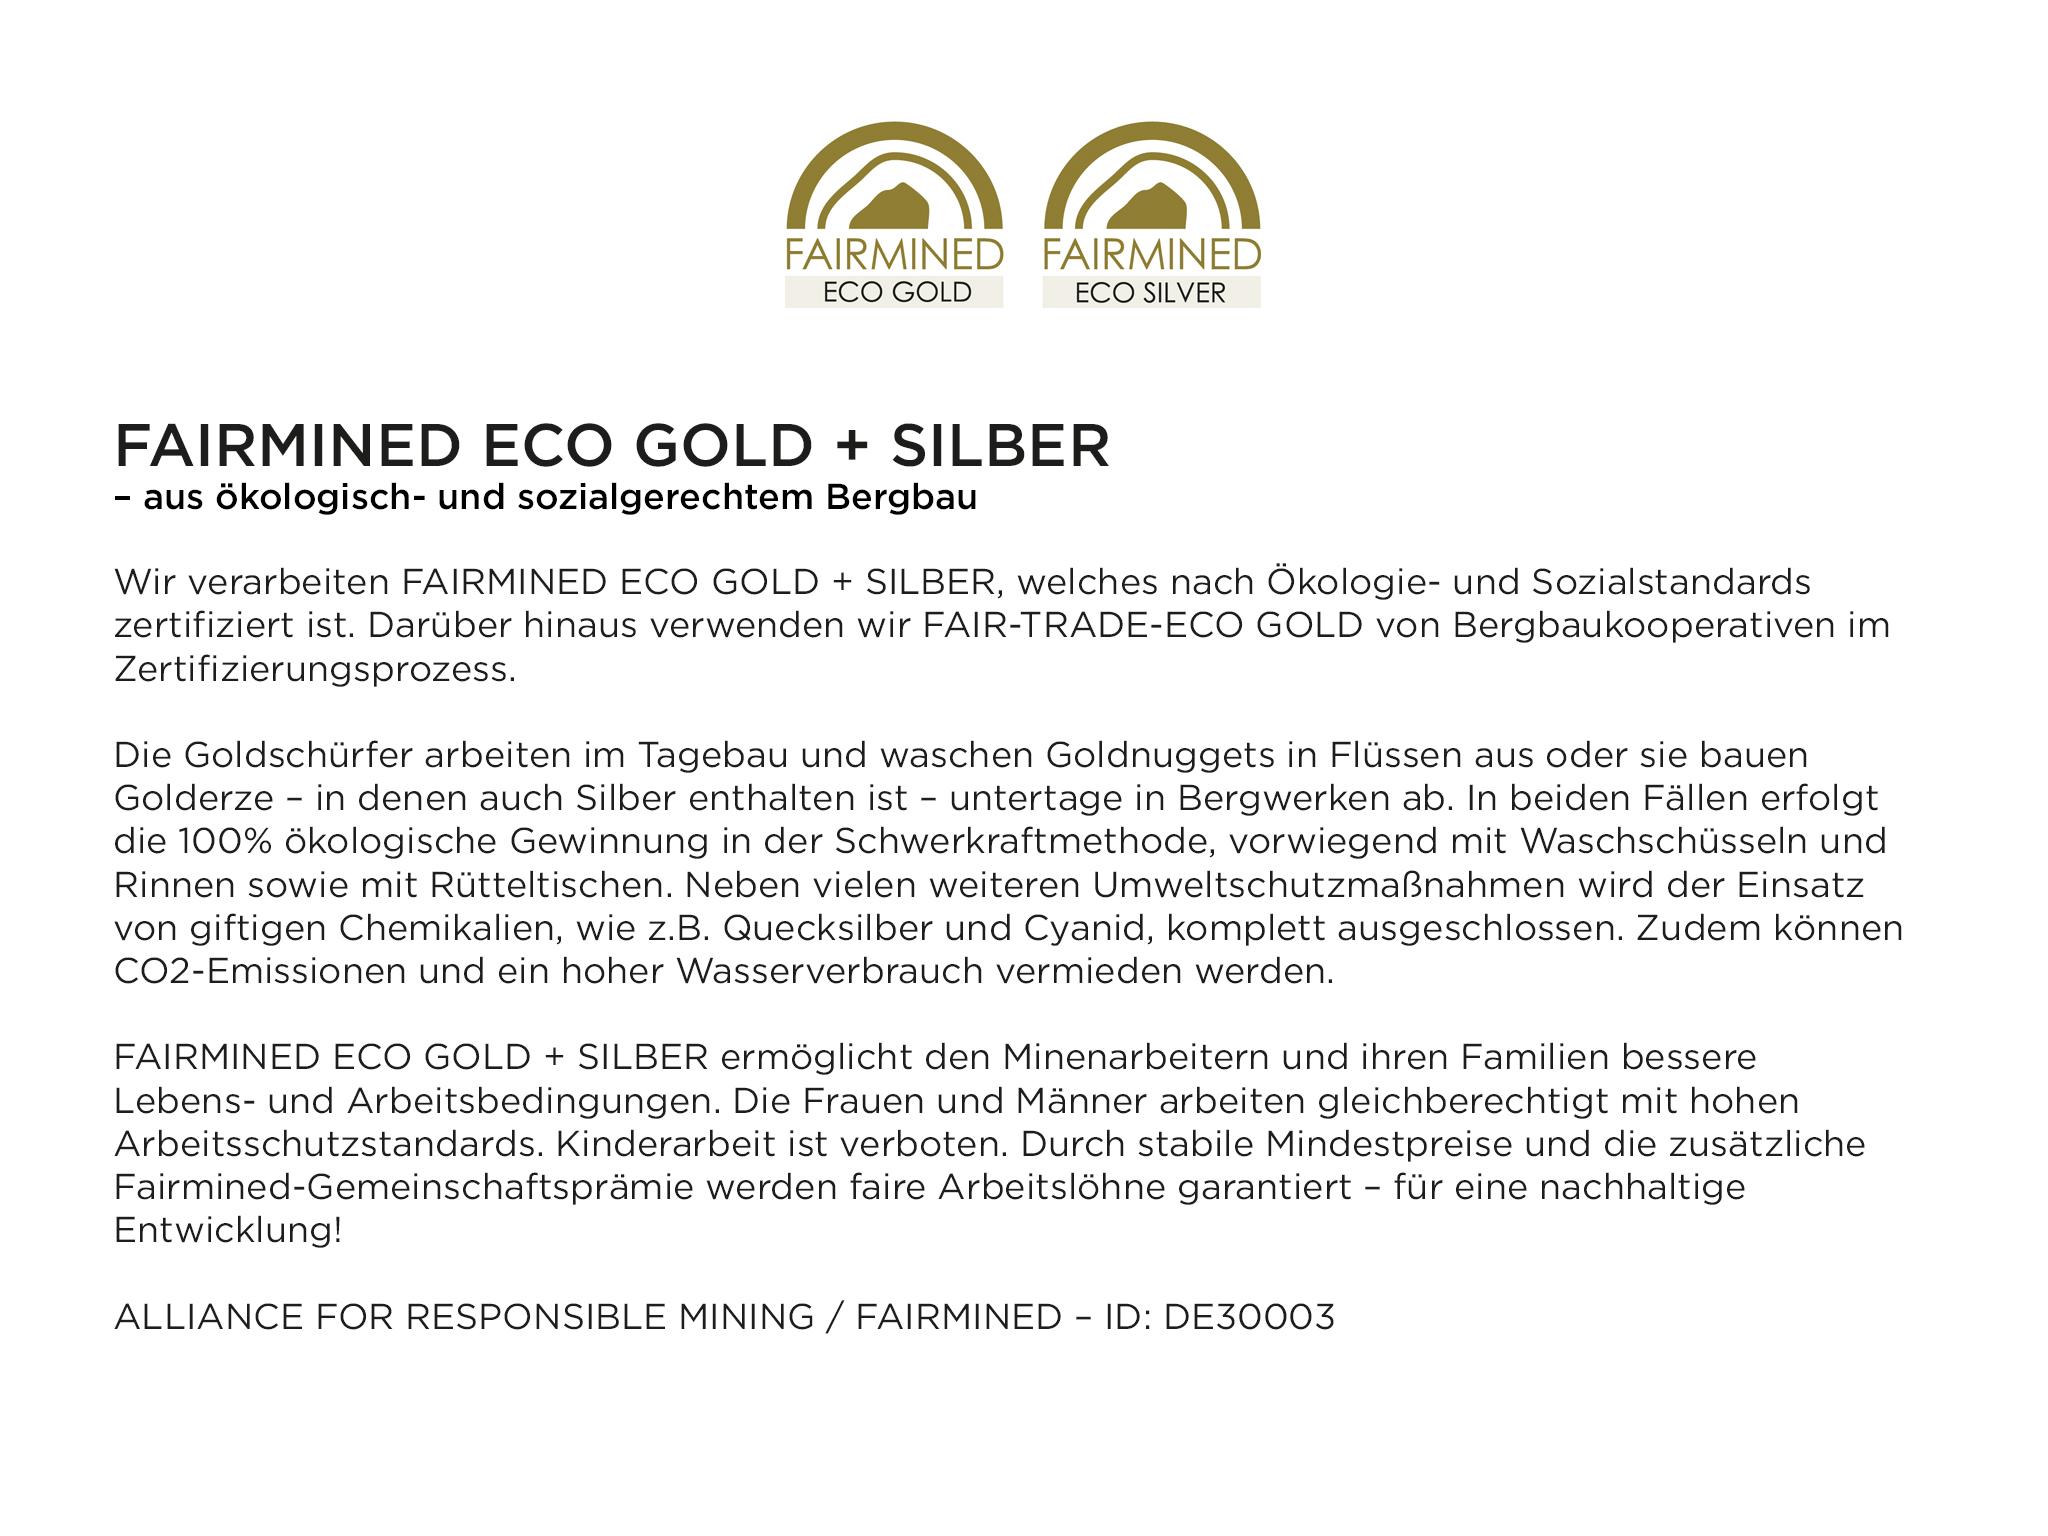 FAIRMINED
ECO GOLD
FAIRMINED
ECO SILVER
FAIRMINED ECO GOLD + SILBER
– aus ökologisch- und sozialgerechtem Bergbau
Wir verarbeiten FAIRMINED ECO GOLD + SILBER, welches nach Ökologie- und Sozialstandards
zertifiziert ist. Darüber hinaus verwenden wir FAIR-TRADE-ECO GOLD von Bergbaukooperativen im
Zertifizierungsprozess.
Die Goldschürfer arbeiten im Tagebau und waschen Goldnuggets in Flüssen aus oder sie bauen
Golderze – in denen auch Silber enthalten ist – untertage in Bergwerken ab. In beiden Fällen erfolgt
die 100% ökologische Gewinnung in der Schwerkraftmethode, vorwiegend mit Waschschüsseln und
Rinnen sowie mit Rütteltischen. Neben vielen weiteren Umweltschutzmaßnahmen wird der Einsatz
von giftigen Chemikalien, wie z.B. Quecksilber und Cyanid, komplett ausgeschlossen. Zudem können
CO2-Emissionen und ein hoher Wasserverbrauch vermieden werden.
FAIRMINED ECO GOLD + SILBER ermöglicht den Minenarbeitern und ihren Familien bessere
Lebens- und Arbeitsbedingungen. Die Frauen und Männer arbeiten gleichberechtigt mit hohen
Arbeitsschutzstandards. Kinderarbeit ist verboten. Durch stabile Mindestpreise und die zusätzliche
Fairmined-Gemeinschaftsprämie werden faire Arbeitslöhne garantiert – für eine nachhaltige
Entwicklung!
ALLIANCE FOR RESPONSIBLE MINING / FAIRMINED – ID: DE30003